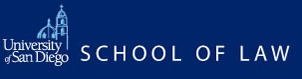 University
of San Diego
SCHOOL OF LAW